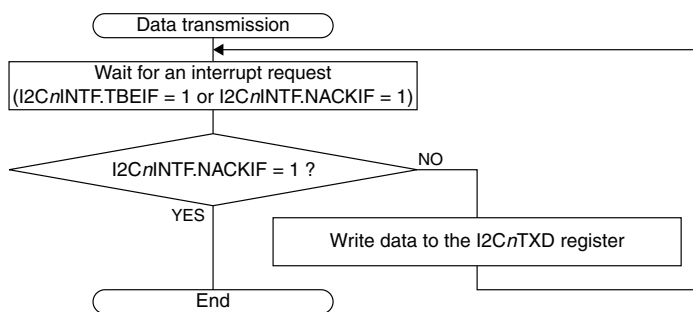 Data transmission
Wait for an interrupt request
(I2CnINTF.TBEIF = 1 or I2CnINTF.NACKIF = 1)
I2CnINTF.NACKIF = 1 ?
NO
YES
Write data to the I2CnTXD register
End